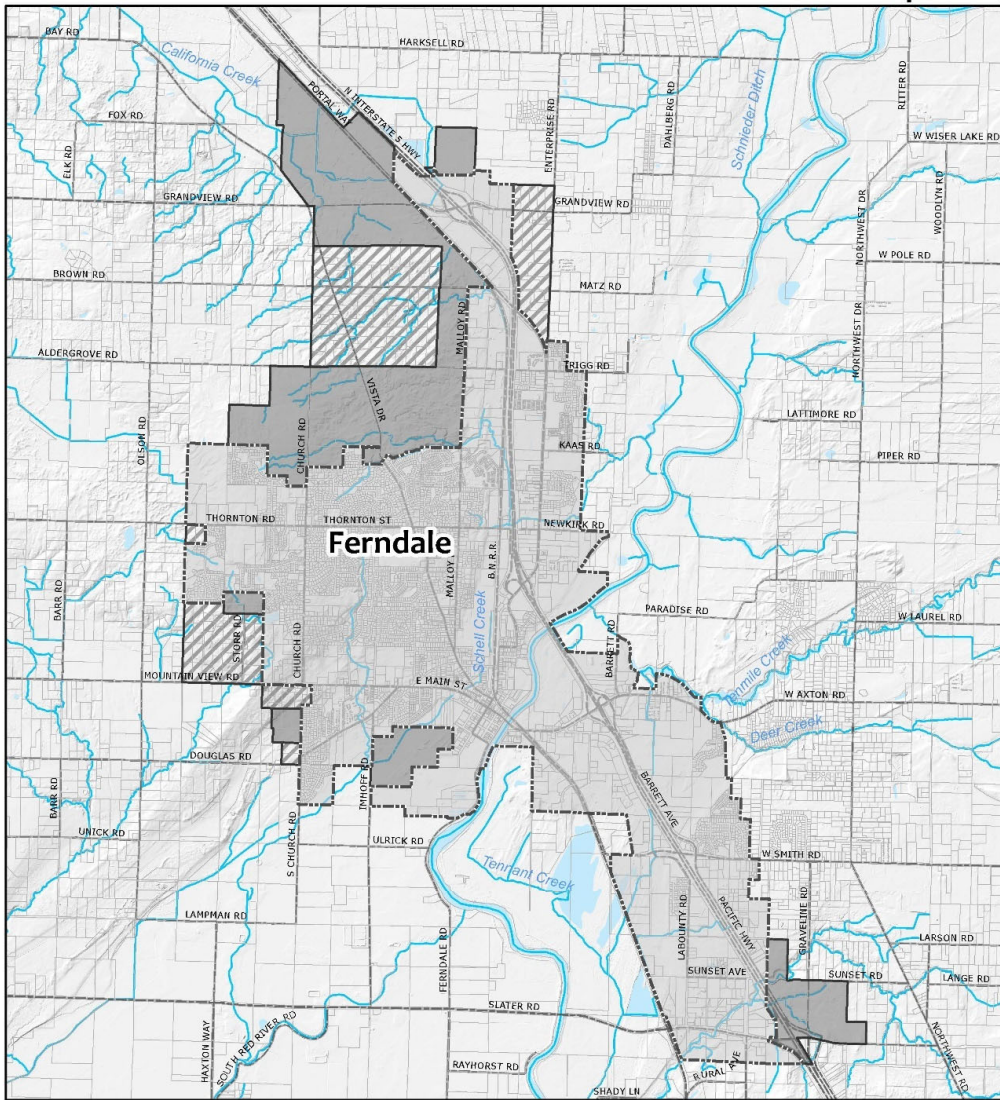 BAY RD
California Creek
HARKSELL RD
PORTAL WA
N INTERSTATE 5 HWY
FOX RD
ELK RD
ENTERPRISE RD
DAHLBERG RD
Schnieder Ditch
RITTER RD
W WISER LAKE RD
GRANDVIEW RD
GRANDVIEW RD
NORTHWEST DR
WOODLYN RD
BROWN RD
W POLE RD
MATZ RD
MALLOY RD
ALDERGROVE RD
TRIGG RD
NORTHWEST DR
VISTA DR
LATTIMORE RD
OLSON RD
CHURCH RD
KAAS RD
PIPER RD
THORNTON RD
THORNTON ST
NEWKIRK RD
Ferndale
B.N.R.R.
MALLOY
BARR RD
PARADISE RD
W LAUREL RD
STORR RD
CHURCH RD
Schell Creek
BARRETT RD
Tenmile Creek
MOUNTAIN VIEW RD
E MAIN ST
W AXTON RD
Deer Creek
DOUGLAS RD
IMHOFF RD
BARR RD
BARRETT AVE
UNICK RD
S CHURCH RD
ULRICK RD
W SMITH RD
Tennant Creek
LAMPMAN RD
FERNDALE RD
LABOUNTY RD
PACIFIC HWY
GRAVELINE RD
LARSON RD
SUNSET AVE
SUNSET RD
LANGE RD
SLATER RD
HAXTON WAY
SOUTH RED RIVER RD
NORTHWEST RD
RAYHORST RD
RURAL AVE
SHADY LN